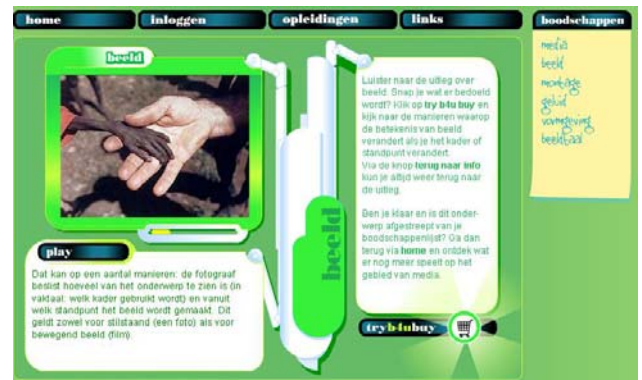 home
inloggen
opleidingen
links
boodschappen
media
beeld
montage
geluid
vormgeving
beeldtaal
beeld
play
Dat kan op een aantal manieren: de fotograaf
beslist hoeveel van het onderwerp te zien is (in
vaktaal: welk kader gebruikt wordt) en vanuit
welk standpunt het beeld wordt gemaakt. Dit
geldt zowel voor stilstaand (een foto) als voor
bewegend beeld (film).
beeld
Luister naar de uitleg over
beeld. Snap je wat er bedoeld
wordt? Klik op try b4u buy en
kijk naar de manieren waarop
de betekenis van beeld
verandert als je het kader of
standpunt verandert.
Via de knop terug naar info
kun je altijd weer terug naar
de uitleg.
Ben je klaar en is dit onder-
werp afgestreept van je
boodschappenlijst? Ga dan
terug via home en ontdek wat
er nog meer speelt op het
gebied van media.
tryb4ubuy